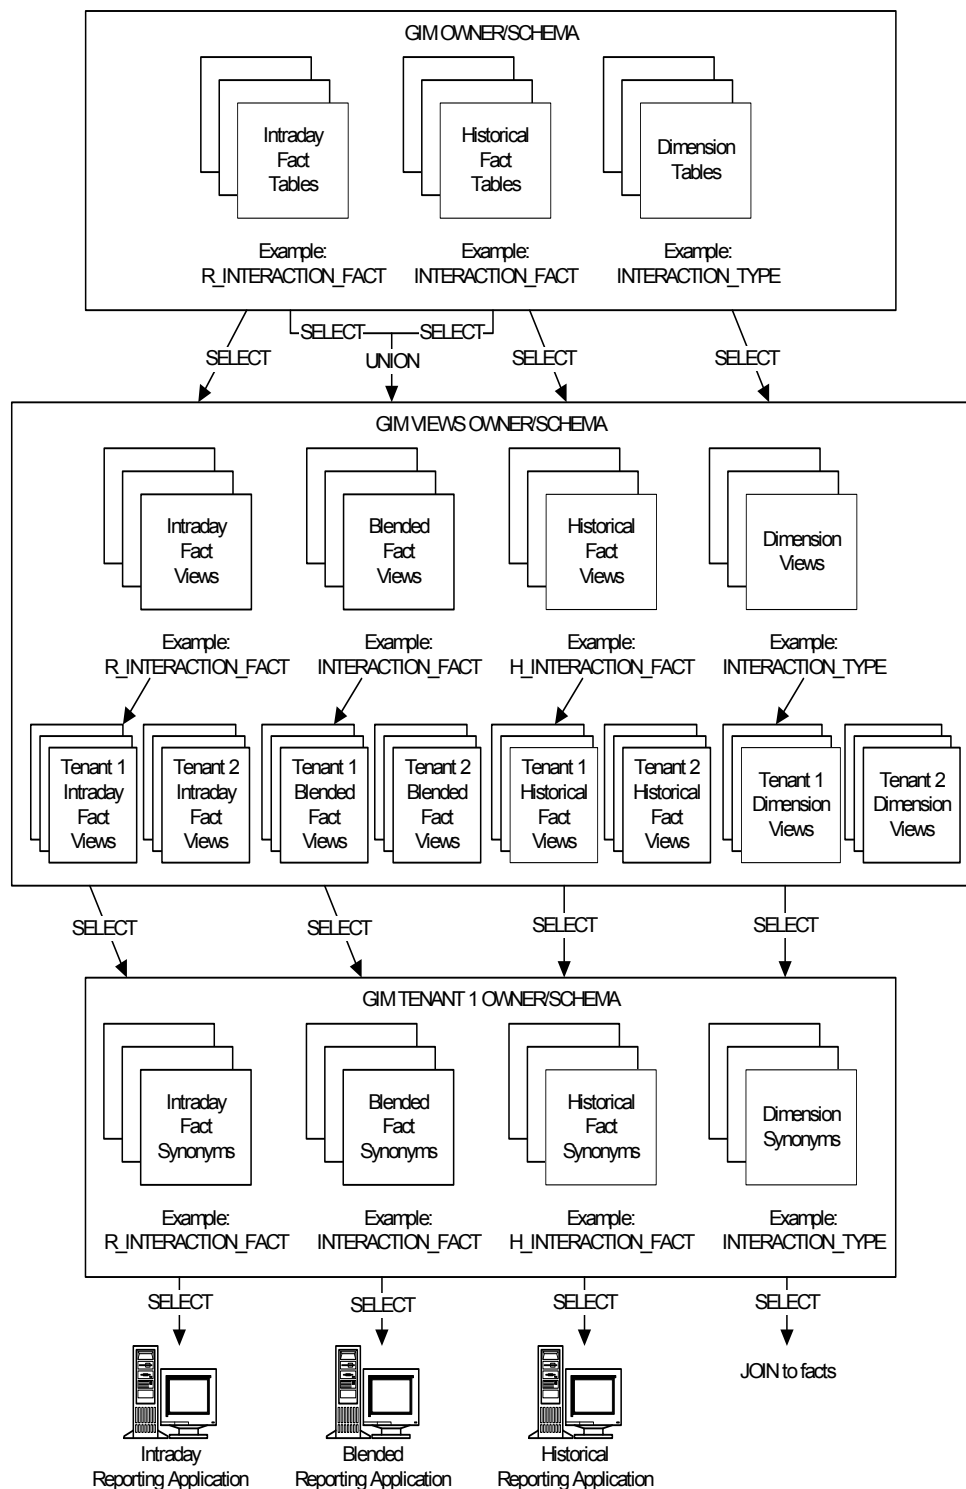 GIM OWNER/SCHEMA
Intraday
Fact
Tables
Historical
Fact
Tables
Dimension
Tables
Example:
R_INTERACTION_FACT
Example:
INTERACTION_FACT
Example:
INTERACTION_TYPE
SELECT
SELECT
SELECT
UNION
SELECT
SELECT
GIM VIEWS OWNER/SCHEMA
Intraday
Fact
Views
Blended
Fact
Views
Historical
Fact
Views
Dimension
Views
Example:
R_INTERACTION_FACT
Example:
INTERACTION_FACT
Example:
H_INTERACTION_FACT
Example:
INTERACTION_TYPE
Tenant 1
Intraday
Fact
Views
Tenant 2
Intraday
Fact
Views
Tenant 1
Blended
Fact
Views
Tenant 2
Blended
Fact
Views
Tenant 1
Historical
Fact
Views
Tenant 2
Historical
Fact
Views
Tenant 1
Dimension
Views
Tenant 2
Dimension
Views
SELECT
SELECT
SELECT
SELECT
GIM TENANT 1 OWNER/SCHEMA
Intraday
Fact
Synonyms
Blended
Fact
Synonyms
Historical
Fact
Synonyms
Dimension
Synonyms
Example:
R_INTERACTION_FACT
Example:
INTERACTION_FACT
Example:
H_INTERACTION_FACT
Example:
INTERACTION_TYPE
SELECT
SELECT
SELECT
SELECT
JOIN to facts
Intraday
Reporting Application
Blended
Reporting Application
Historical
Reporting Application